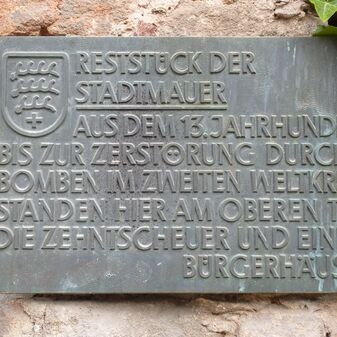 RESTSTÜCK DER
STADTMAUER
AUS DEM 13. JAHRHUND
BIS ZUR ZERSTÖRUNG DURC
BOMBEN IM ZWEITEN WELTKR
STANDEN HIER AM OBEREN T
DIE ZEHNTSCHEUER UND EIN
BÜRGERHÄUS